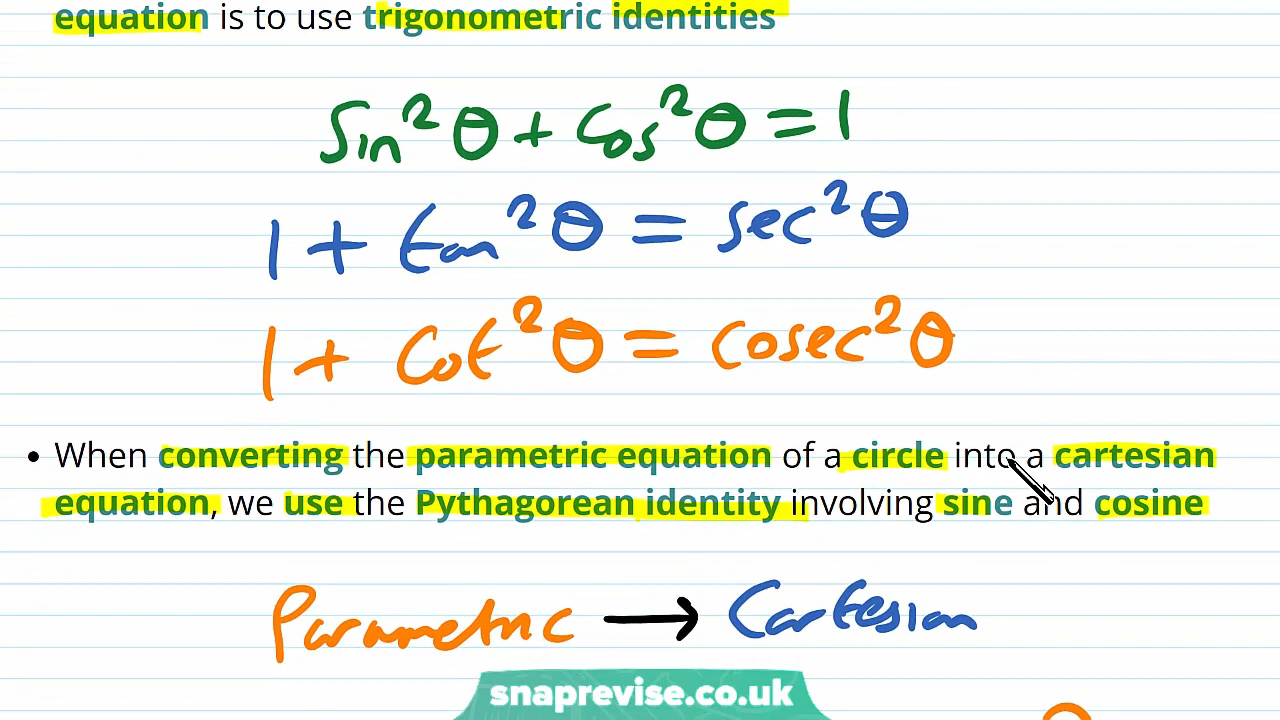 equation is to use trigonometric identities
Sin²θ + Cos²θ = 1
1 + tan²θ = sec²θ
1 + Cot²θ = cosec²θ
• When converting the parametric equation of a circle into a cartesian
equation, we use the Pythagorean identity involving sine and cosine
Parametric → Cartesian
snaprevise.co.uk